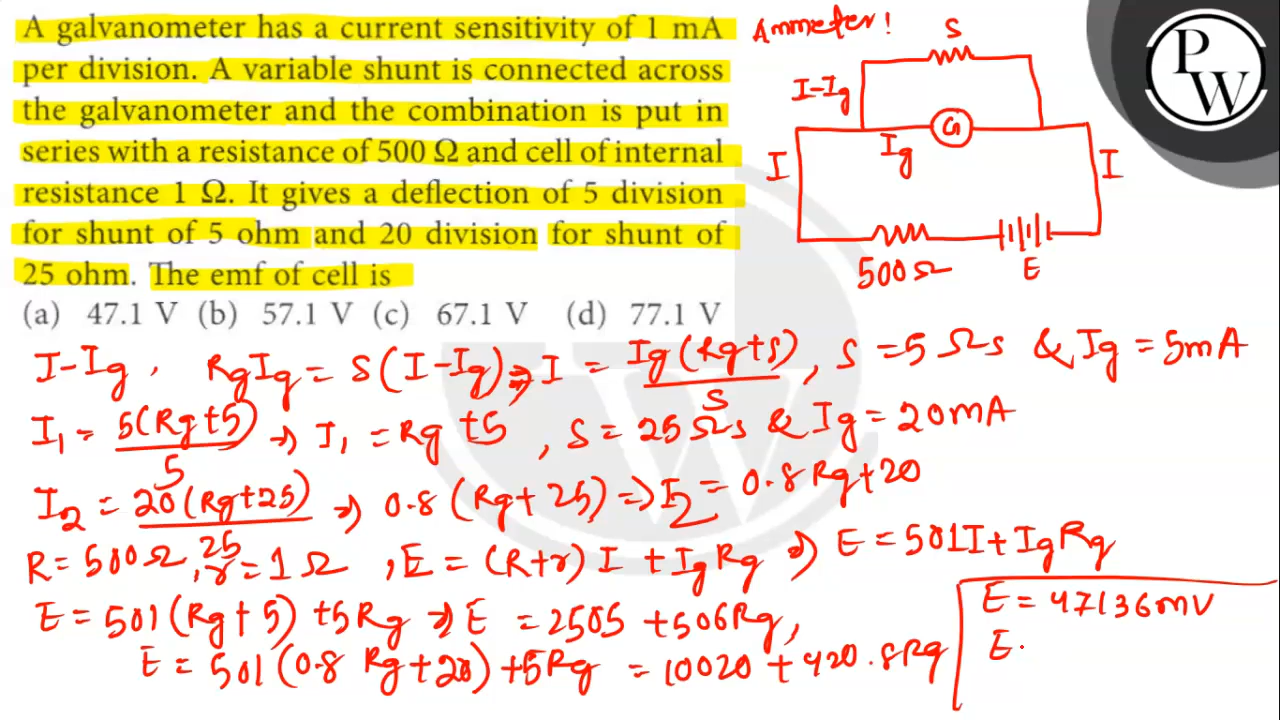 A galvanometer has a current sensitivity of 1 mA
per division. A variable shunt is connected across
the galvanometer and the combination is put in
series with a resistance of 500 Ω and cell of internal
resistance 1 Ω. It gives a deflection of 5 division
for shunt of 5 ohm and 20 division for shunt of
25 ohm. The emf of cell is
(a) 47.1 V (b) 57.1 V (c) 67.1 V (d) 77.1 V
Ammeter!
S
I-Ig
G
Ig
I
I
500Ω
E
PW
I-Ig, RgIg = S(I-Ig) ⇒ I = Ig(Rg+S)/S, S = 5Ωs & Ig = 5mA
I1 = 5(Rg+5)/5 ⇒ I1 = Rg+5, S = 25Ωs & Ig = 20mA
I2 = 20(Rg+25)/25 ⇒ 0.8(Rg+25) ⇒ I2 = 0.8Rg+20
R = 500Ω, r = 1Ω, E = (R+r)I + IgRg ⇒ E = 501I + IgRg
E = 501(Rg+5) + 5Rg ⇒ E = 2505 + 506Rg,
E = 501(0.8 Rg+20) + 5Rg = 10020 + 420.8Rg
E = 47136mV
E .